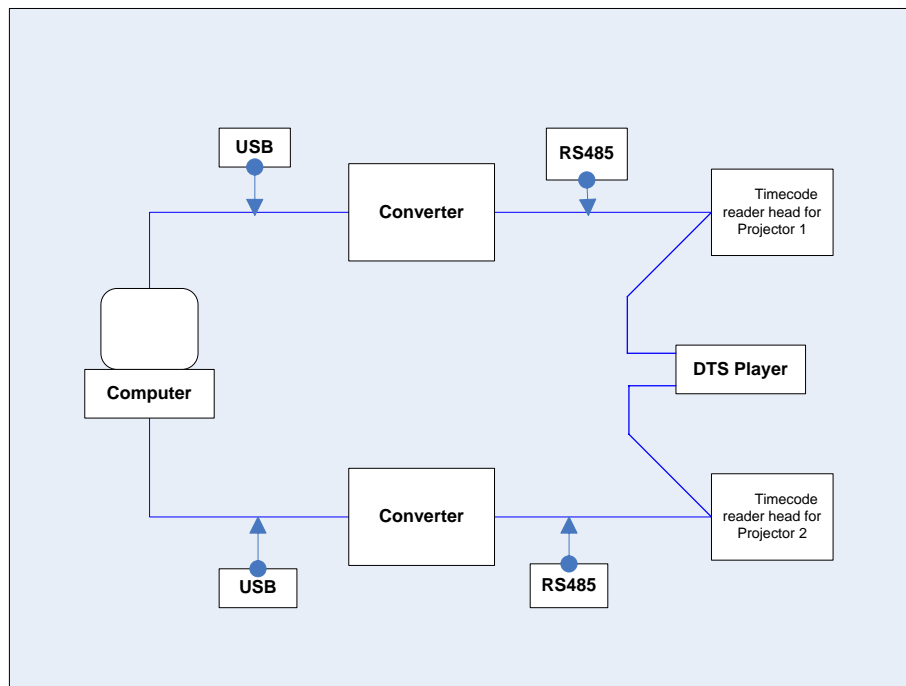 USB
RS485
Converter
Timecode
reader head for
Projector 1
DTS Player
Computer
Converter
Timecode
reader head for
Projector 2
USB
RS485